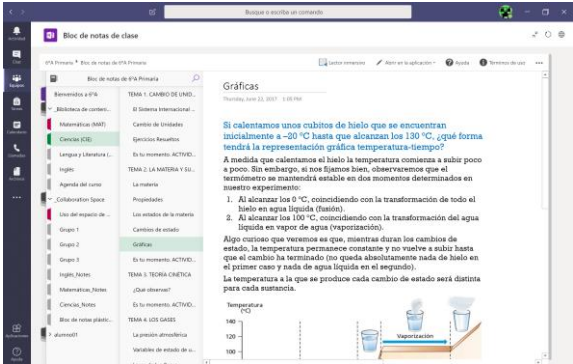 Busque o escriba un comando
Actividad
Chat
Equipos
Tareas
Calendario
Llamadas
Archivos
Aplicaciones
Ayuda
Bloc de notas de clase
6ºA Primaria > Bloc de notas de 6ºA Primaria
Lector inmersivo
Abrir en la aplicación
Ayuda
Términos de uso
Bloc de notas de 6ºA Primaria
Bienvenidos a 6ºA
_Biblioteca de conteni...
Matemáticas (MAT)
Ciencias (CIE)
Lengua y Literatura (...
Inglés
Agenda del curso
_Collaboration Space
Uso del espacio de ...
Grupo 1
Grupo 2
Grupo 3
Inglés_Notes
Matemáticas_Notes
Ciencias_Notes
Bloc de notas plástic...
alumno01
TEMA 1. CAMBIO DE UNID...
El Sistema Internacional ...
Cambio de Unidades
Ejercicios Resueltos
Es tu momento: ACTIVID...
TEMA 2. LA MATERIA Y SU...
La materia
Propiedades
Los estados de la materia
Cambios de estado
Gráficas
Es tu momento: ACTIVID...
TEMA 3. TEORÍA CINÉTICA
¿Qué observas?
Es tu momento: ACTIVID...
TEMA 4. LOS GASES
La presión atmosférica
Variables de estado de u...
Gráficas
Thursday, June 22, 2017 1:05 PM
Si calentamos unos cubitos de hielo que se encuentran
inicialmente a –20 °C hasta que alcanzan los 130 °C, ¿qué forma
tendrá la representación gráfica temperatura-tiempo?
A medida que calentamos el hielo la temperatura comienza a subir poco
a poco. Sin embargo, si nos fijamos bien, observaremos que el
termómetro se mantendrá estable en dos momentos determinados en
nuestro experimento:
1. Al alcanzar los 0 °C, coincidiendo con la transformación de todo el
hielo en agua líquida (fusión).
2. Al alcanzar los 100 °C, coincidiendo con la transformación del agua
líquida en vapor de agua (vaporización).
Algo curioso que veremos es que, mientras duran los cambios de
estado, la temperatura permanece constante y no vuelve a subir hasta
que el cambio ha terminado (no queda absolutamente nada de hielo en
el primer caso y nada de agua líquida en el segundo).
La temperatura a la que se produce cada cambio de estado será distinta
para cada sustancia.
Temperatura
(ºC)
140
120
100
Vaporización